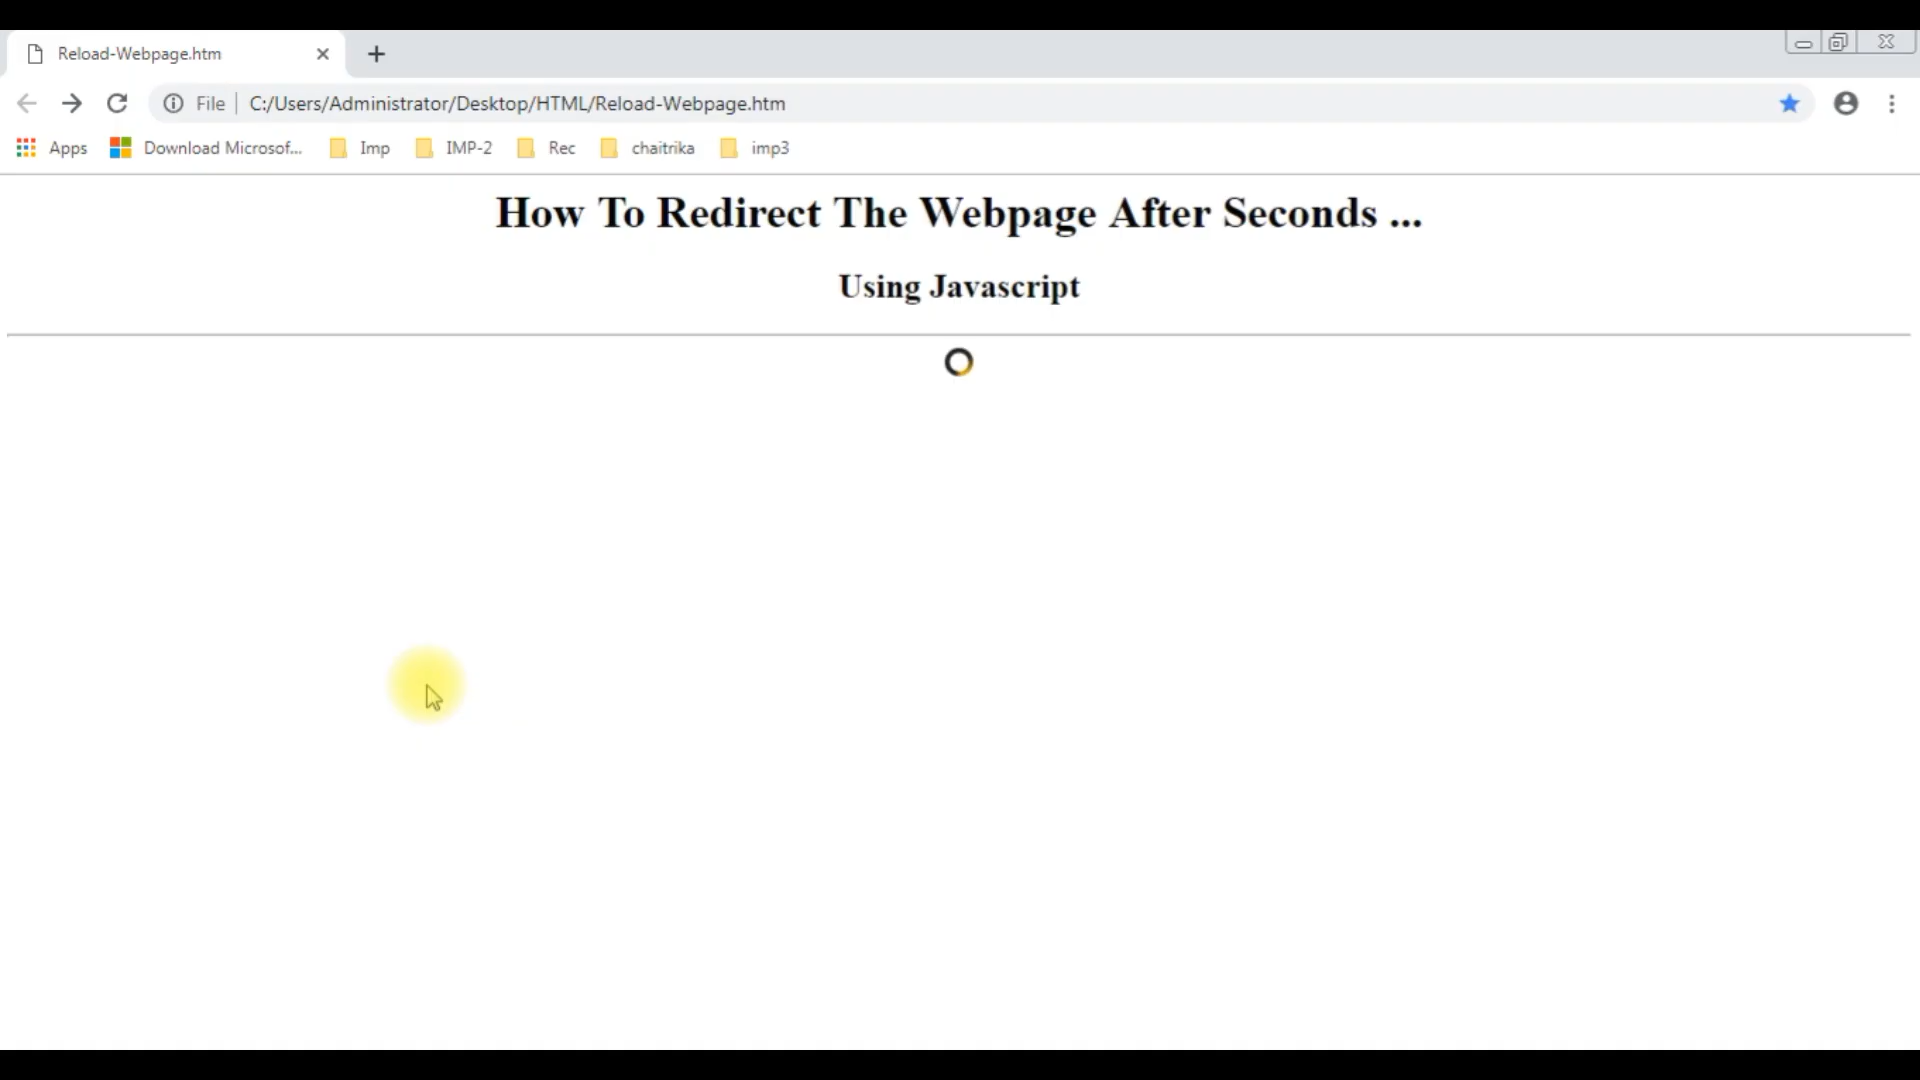 Reload-Webpage.htm
File | C:/Users/Administrator/Desktop/HTML/Reload-Webpage.htm
Apps Download Microsof... Imp IMP-2 Rec chaitrika imp3
How To Redirect The Webpage After Seconds ...
Using Javascript